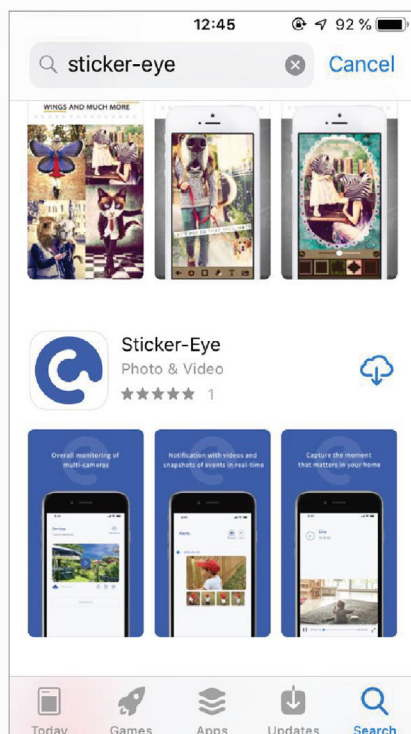 12:45
92 %
sticker-eye
Cancel
WINGS AND MUCH MORE
Sticker-Eye
Photo & Video
1
Overall monitoring of
multi-cameras
Notification with videos and
snapshots of events in real-time
Capture the moment
that matters in your home
Live
Today
Games
Apps
Updates
Search